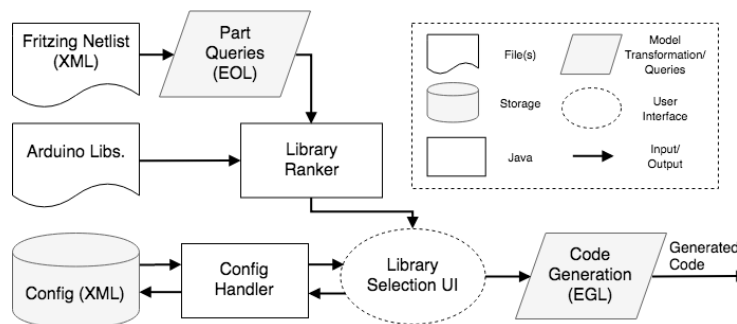 Fritzing Netlist
(XML)
Part
Queries
(EOL)
File(s)
Model
Transformation/
Queries
Storage
User
Interface
Java
Input/
Output
Arduino Libs.
Library
Ranker
Config (XML)
Config
Handler
Library
Selection UI
Code
Generation
(EGL)
Generated
Code